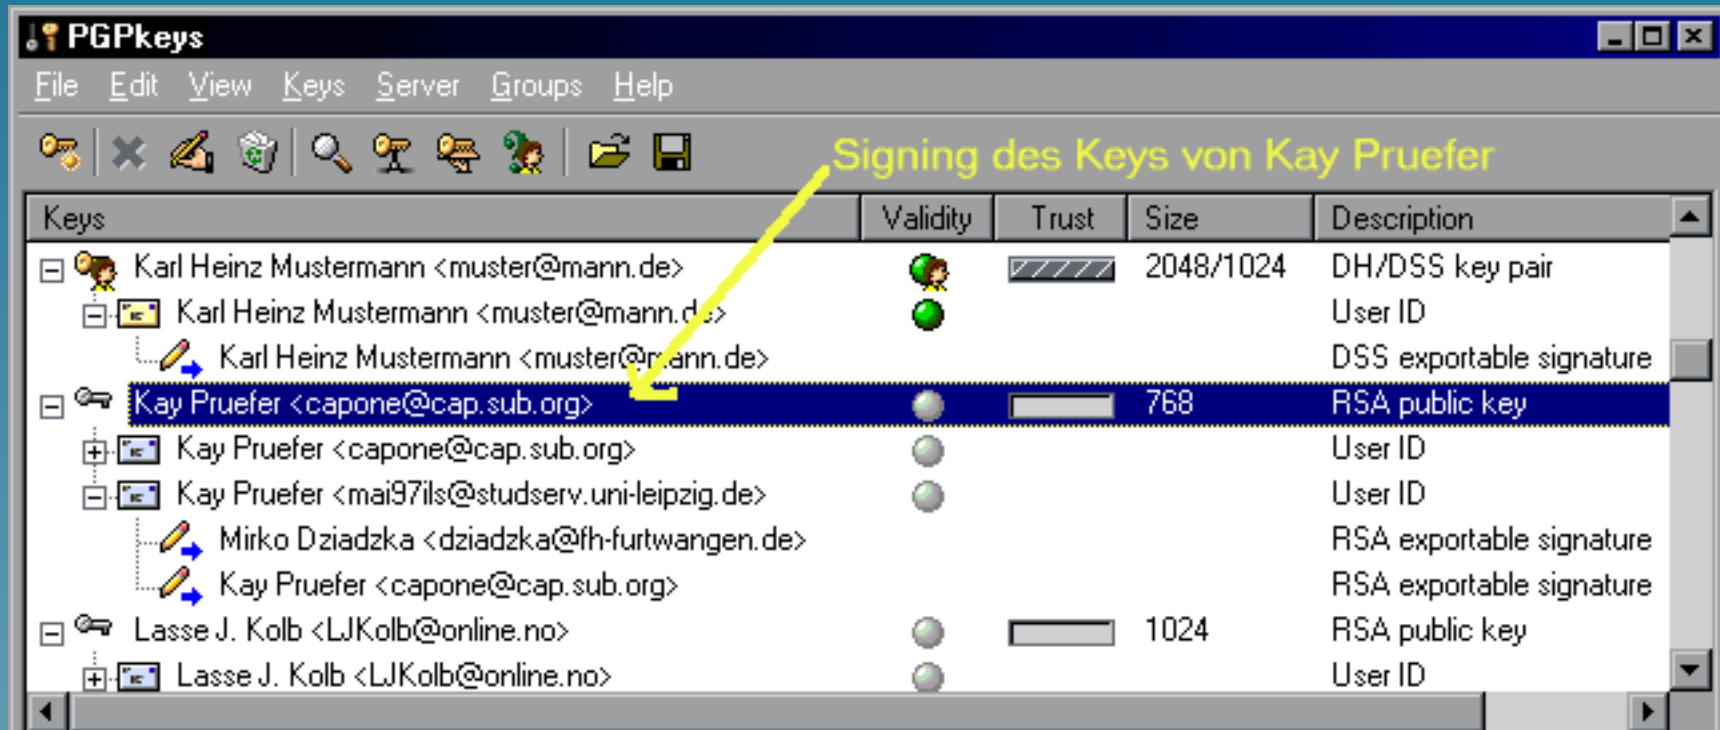 PGPkeys
File Edit View Keys Server Groups Help
Signing des Keys von Kay Pruefer
Keys Validity Trust Size Description
Karl Heinz Mustermann <muster@mann.de> 2048/1024 DH/DSS key pair
Karl Heinz Mustermann <muster@mann.de> User ID
Karl Heinz Mustermann <muster@mann.de> DSS exportable signature
Kay Pruefer <capone@cap.sub.org> 768 RSA public key
Kay Pruefer <capone@cap.sub.org> User ID
Kay Pruefer <mai97ils@studserv.uni-leipzig.de> User ID
Mirko Dziadzka <dziadzka@fh-furtwangen.de> RSA exportable signature
Kay Pruefer <capone@cap.sub.org> RSA exportable signature
Lasse J. Kolb <LJKolb@online.no> 1024 RSA public key
Lasse J. Kolb <LJKolb@online.no> User ID